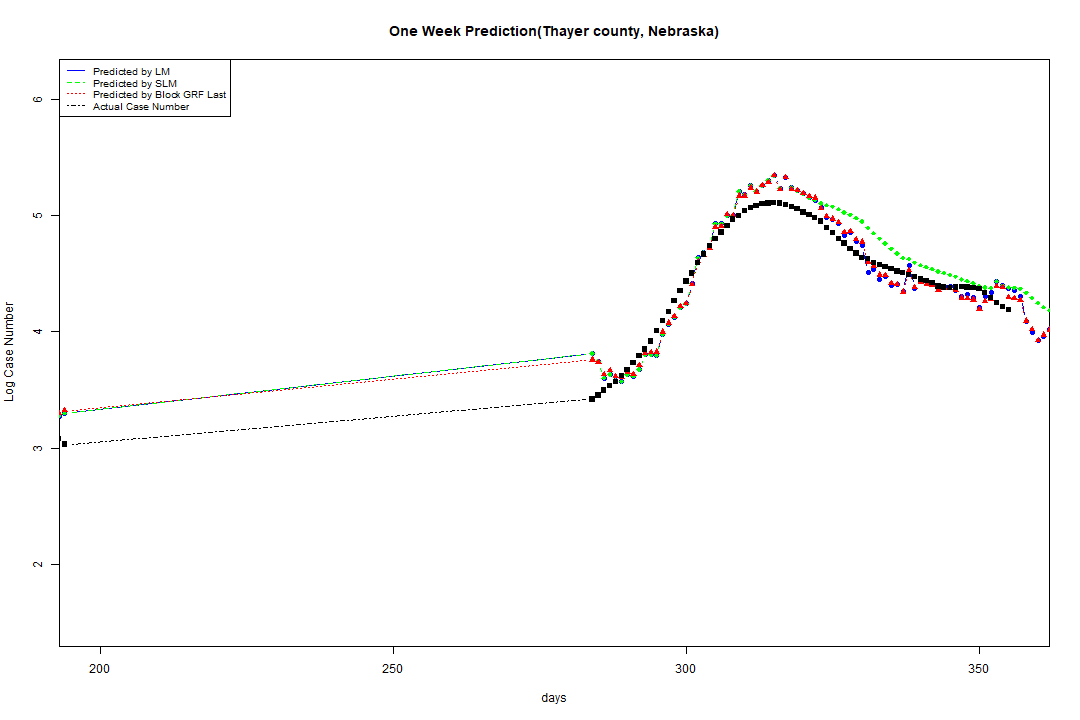 One Week Prediction(Thayer county, Nebraska)
Predicted by LM
Predicted by SLM
Predicted by Block GRF Last
Actual Case Number
6
5
4
3
2
Log Case Number
200 250 300 350
days